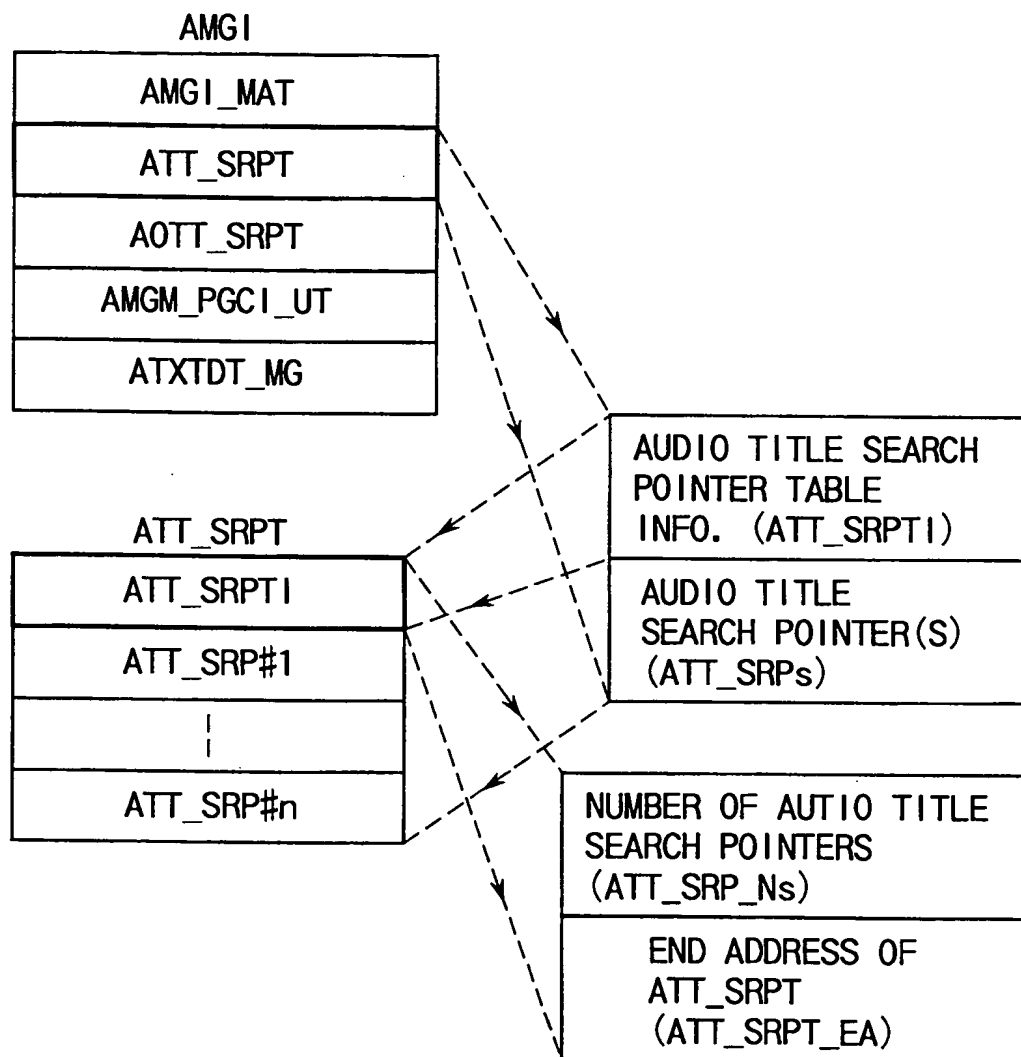 AMGI
AMGI_MAT
ATT_SRPT
AOTT_SRPT
AMGM_PGCI_UT
ATXTDT_MG
AUDIO TITLE SEARCH
POINTER TABLE
INFO. (ATT_SRPTI)
AUDIO TITLE
SEARCH POINTER(S)
(ATT_SRPs)
ATT_SRPT
ATT_SRPTI
ATT_SRP#1
ATT_SRP#n
NUMBER OF AUTIO TITLE
SEARCH POINTERS
(ATT_SRP_Ns)
END ADDRESS OF
ATT_SRPT
(ATT_SRPT_EA)